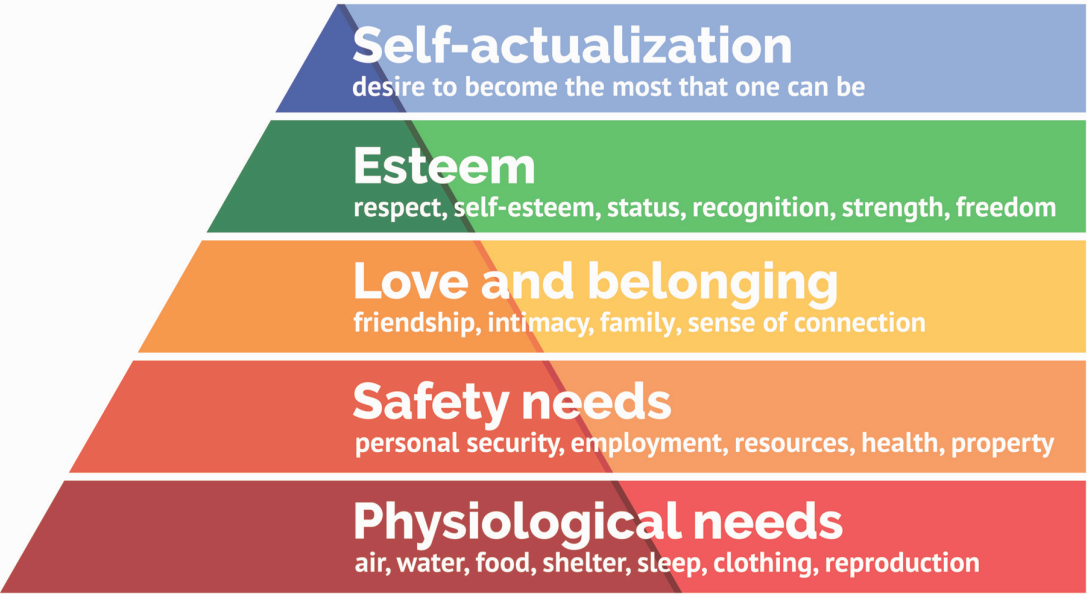 Self-actualization
desire to become the most that one can be
Esteem
respect, self-esteem, status, recognition, strength, freedom
Love and belonging
friendship, intimacy, family, sense of connection
Safety needs
personal security, employment, resources, health, property
Physiological needs
air, water, food, shelter, sleep, clothing, reproduction